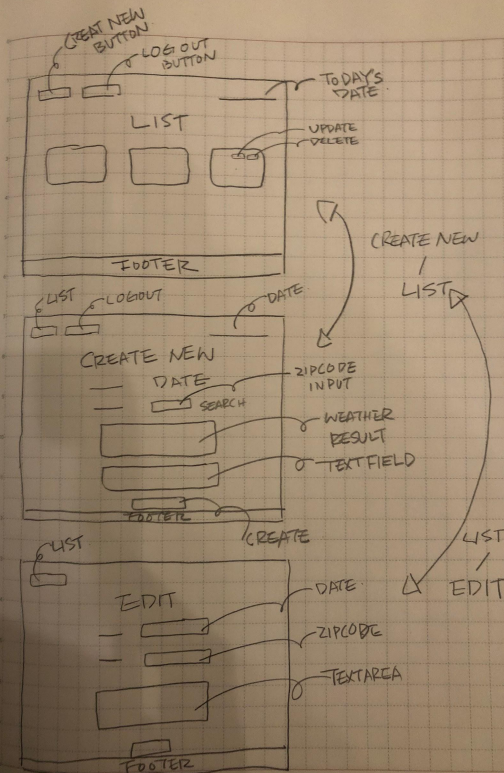 CREAT NEW
BUTTON
LOG OUT
BUTTON
TODAY'S
DATE
LIST
UPDATE
DELETE
FOOTER
CREATE NEW
/
LIST
LIST
LOGOUT
DATE
CREATE NEW
DATE
ZIPCODE
INPUT
SEARCH
WEATHER
RESULT
TEXTFIELD
FOOTER
CREATE
LIST
/
EDIT
LIST
EDIT
DATE
ZIPCODE
TEXTAREA
FOOTER